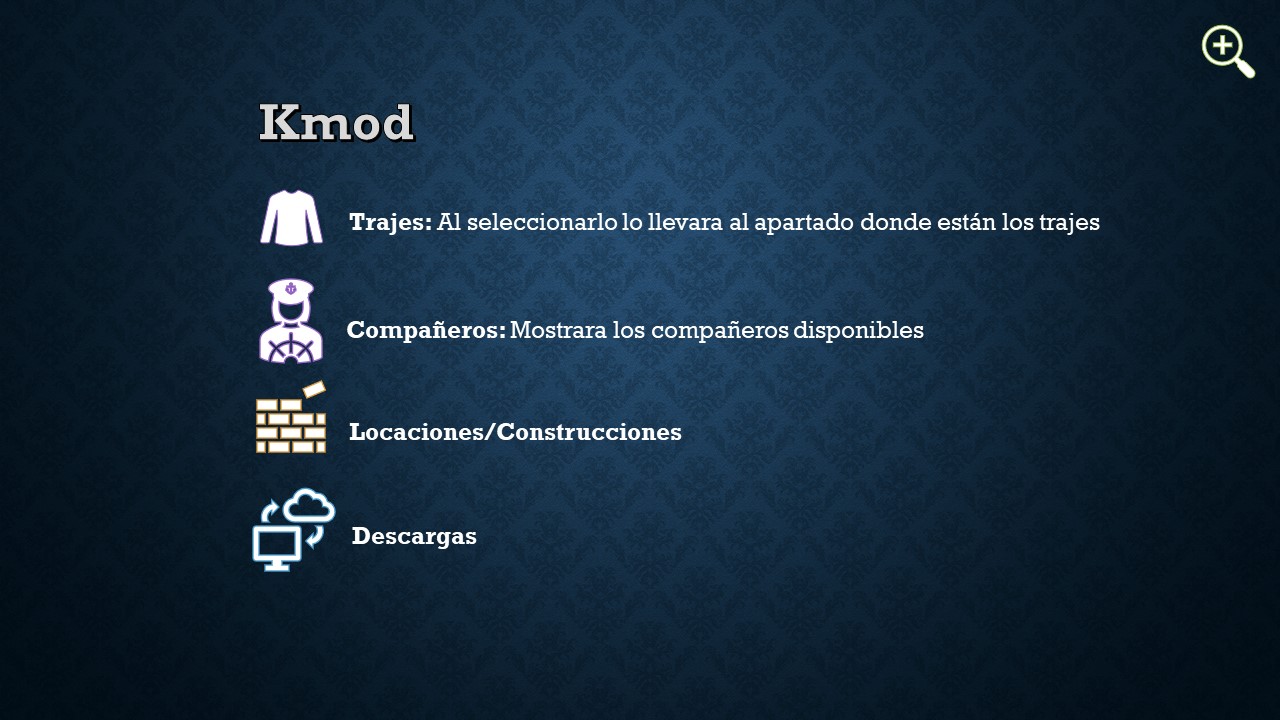 Kmod
Trajes: Al seleccionarlo lo llevara al apartado donde están los trajes
Compañeros: Mostrara los compañeros disponibles
Locaciones/Construcciones
Descargas